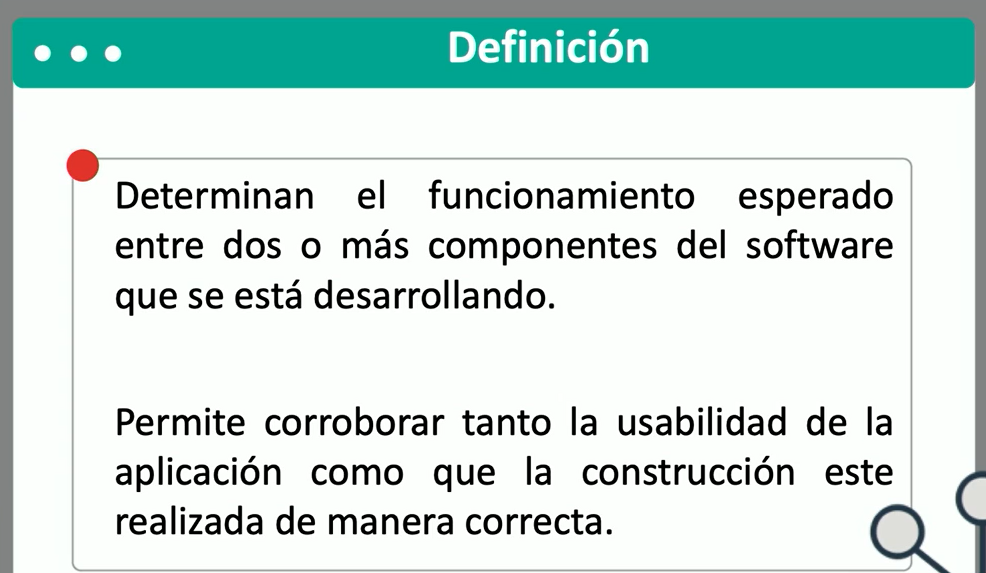 Definición
Determinan el funcionamiento esperado
entre dos o más componentes del software
que se está desarrollando.
Permite corroborar tanto la usabilidad de la
aplicación como que la construcción este
realizada de manera correcta.